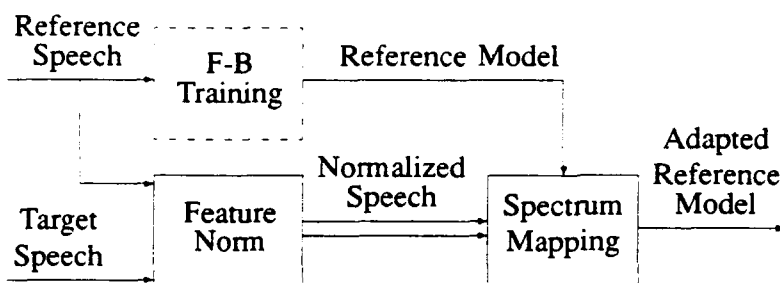 Reference
Speech
F-B
Training
Reference Model
Target
Speech
Feature
Norm
Normalized
Speech
Spectrum
Mapping
Adapted
Reference
Model